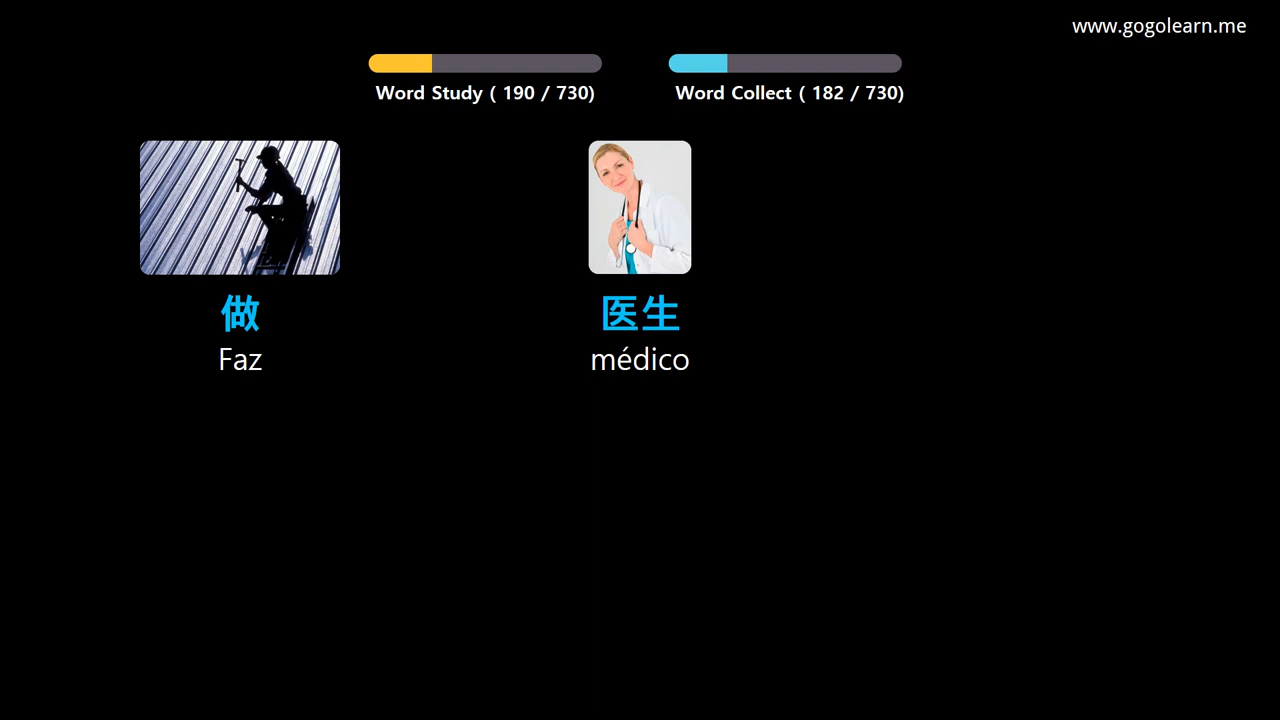 www.gogolearn.me
Word Study ( 190 / 730)
Word Collect ( 182 / 730)
做
Faz
医生
médico